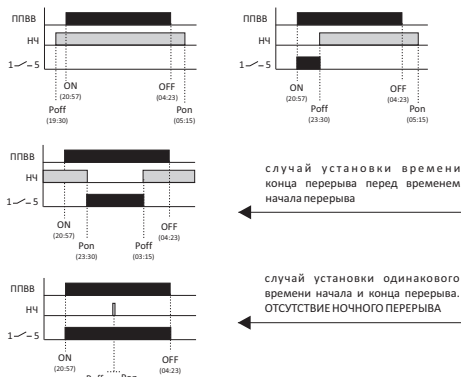 ППВВ
НЧ
1 5
ON
(20:57)
OFF
(04:23)
Poff
(19:30)
Pon
(05:15)
ППВВ
НЧ
1 5
ON
(20:57)
OFF
(04:23)
Poff
(23:30)
Pon
(05:15)
ППВВ
НЧ
1 5
ON
(20:57)
OFF
(04:23)
Pon
(23:30)
Poff
(03:15)
случай установки времени
конца перерыва перед временем
начала перерыва
ППВВ
НЧ
1 5
ON
(20:57)
OFF
(04:23)
Poff Pon
случай установки одинакового
времени начала и конца перерыва.
ОТСУТСТВИЕ НОЧНОГО ПЕРЕРЫВА